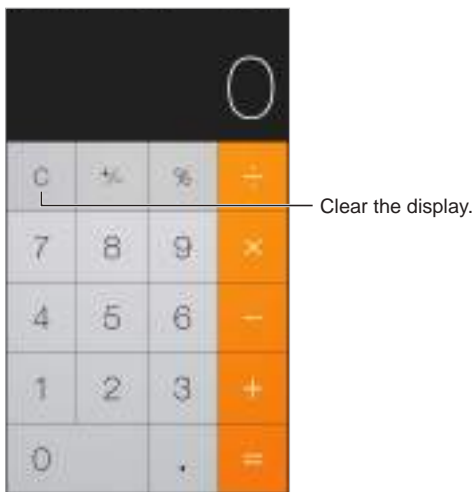 0
C +/- % ÷
Clear the display.
7 8 9 ×
4 5 6 −
1 2 3 +
0 . =